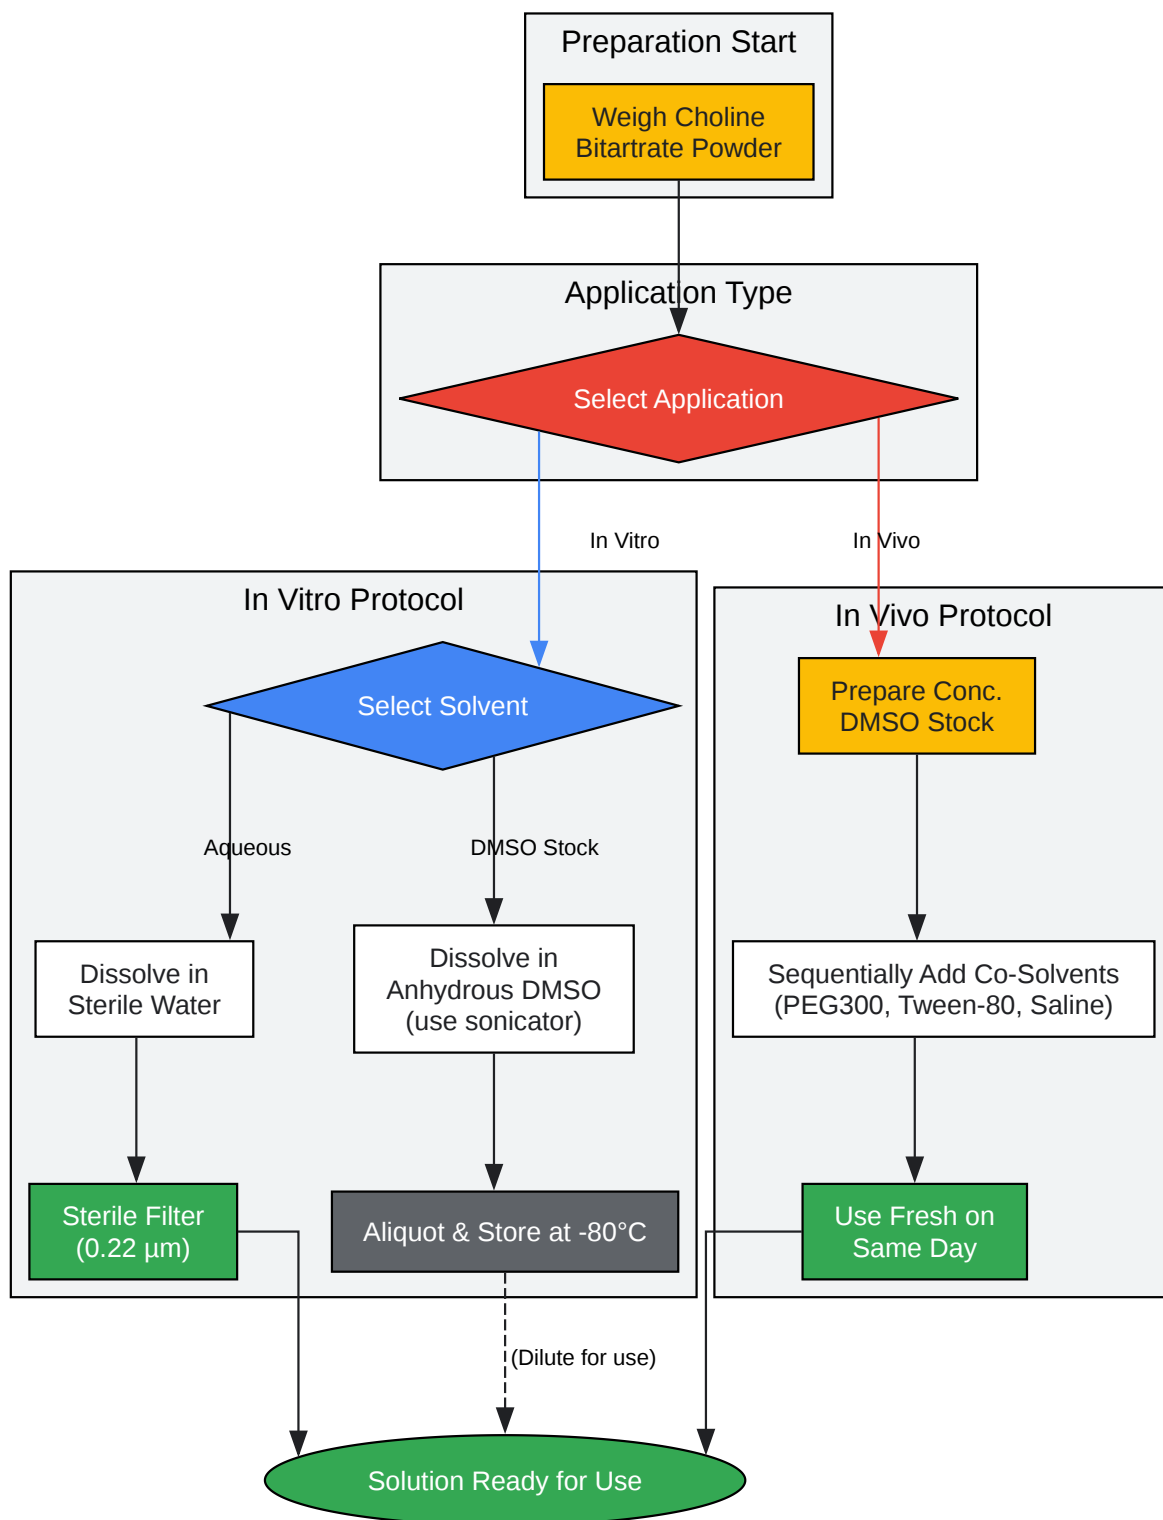 Preparation Start
Weigh Choline
Bitartrate Powder
Application Type
Select Application
In Vitro
In Vivo
In Vitro Protocol
Select Solvent
Aqueous
DMSO Stock
Dissolve in
Sterile Water
Dissolve in
Anhydrous DMSO
(use sonicator)
Sterile Filter
(0.22 µm)
Aliquot & Store at -80°C
In Vivo Protocol
Prepare Conc.
DMSO Stock
Sequentially Add Co-Solvents
(PEG300, Tween-80, Saline)
Use Fresh on
Same Day
(Dilute for use)
Solution Ready for Use